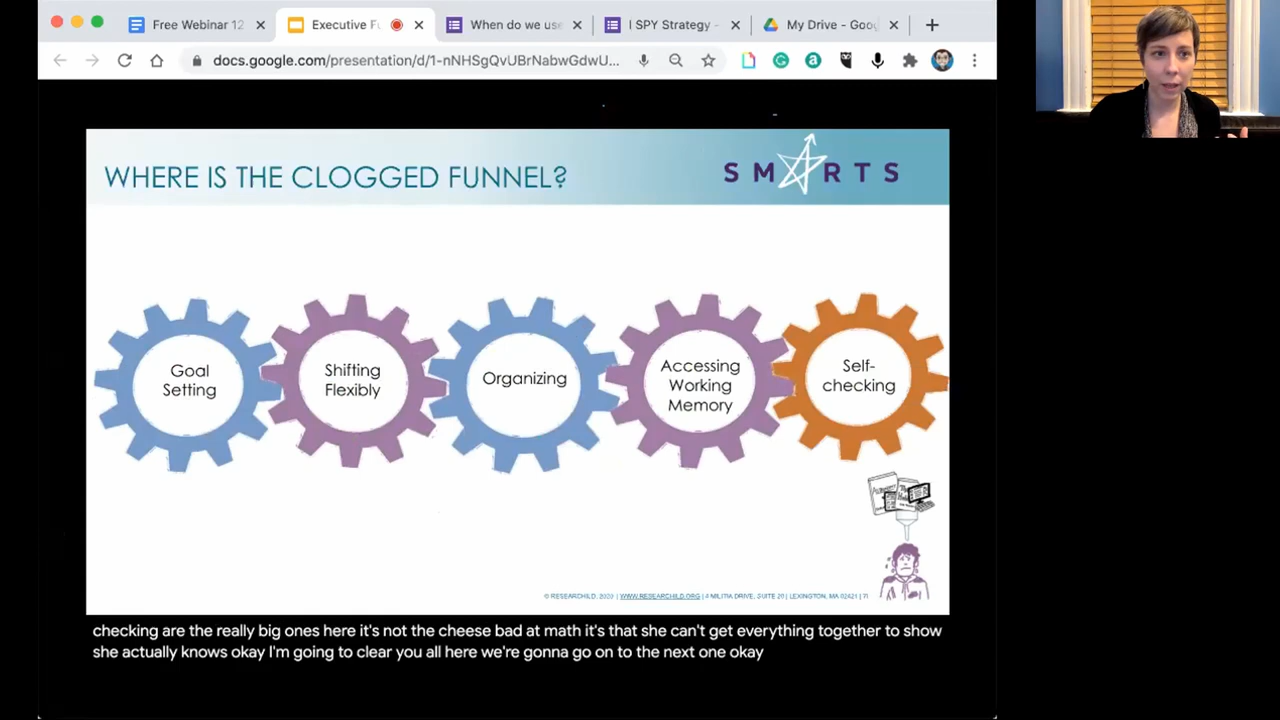 Free Webinar 12
Executive Fu
When do we use
I SPY Strategy -
My Drive - Goog
docs.google.com/presentation/d/1-nNHSgQvUBrNabwGdwU...
WHERE IS THE CLOGGED FUNNEL?
SMARTS
Goal
Setting
Shifting
Flexibly
Organizing
Accessing
Working
Memory
Self-
checking
© RESEARCHILD, 2020 | WWW.RESEARCHILD.ORG | 4 MILITIA DRIVE, SUITE 20 | LEXINGTON, MA 02421 |
checking are the really big ones here it's not the cheese bad at math it's that she can't get everything together to show
she actually knows okay I'm going to clear you all here we're gonna go on to the next one okay